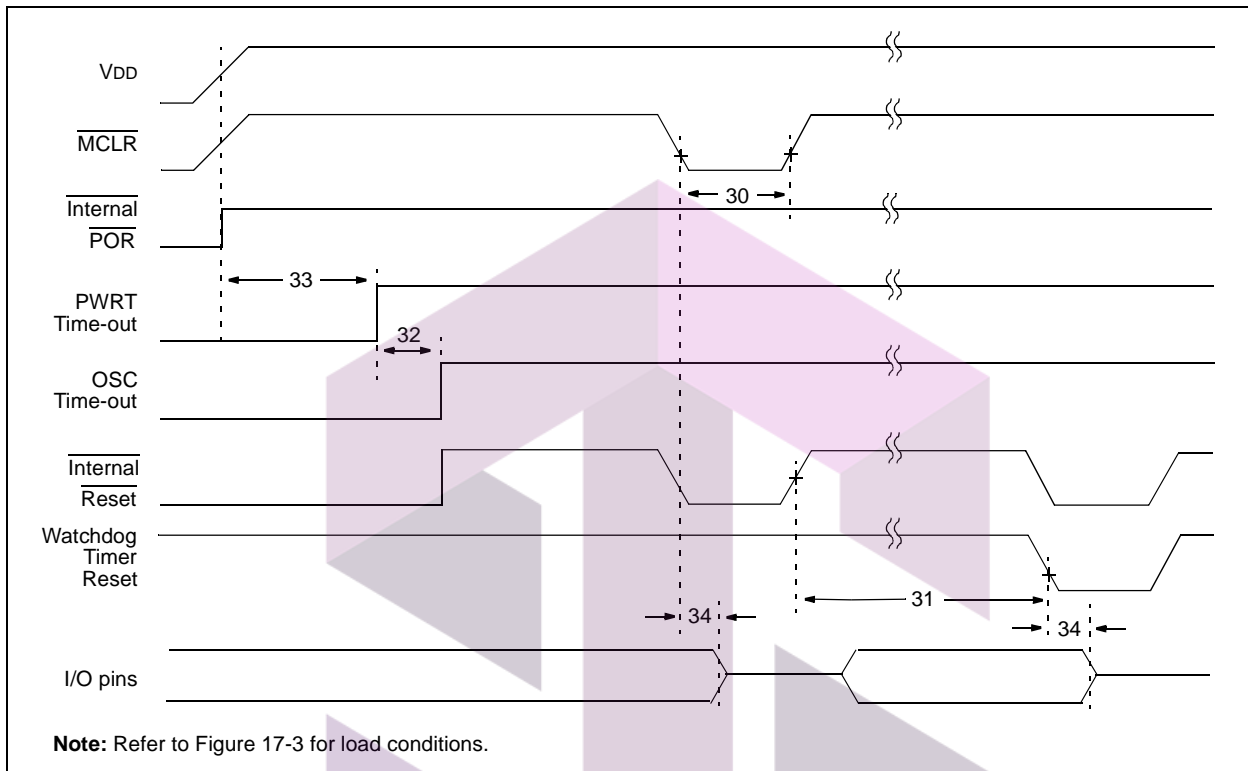 VDD
MCLR
30
Internal
POR
33
PWRT
Time-out
32
OSC
Time-out
Internal
Reset
Watchdog
Timer
Reset
31
34
34
I/O pins
Note: Refer to Figure 17-3 for load conditions.